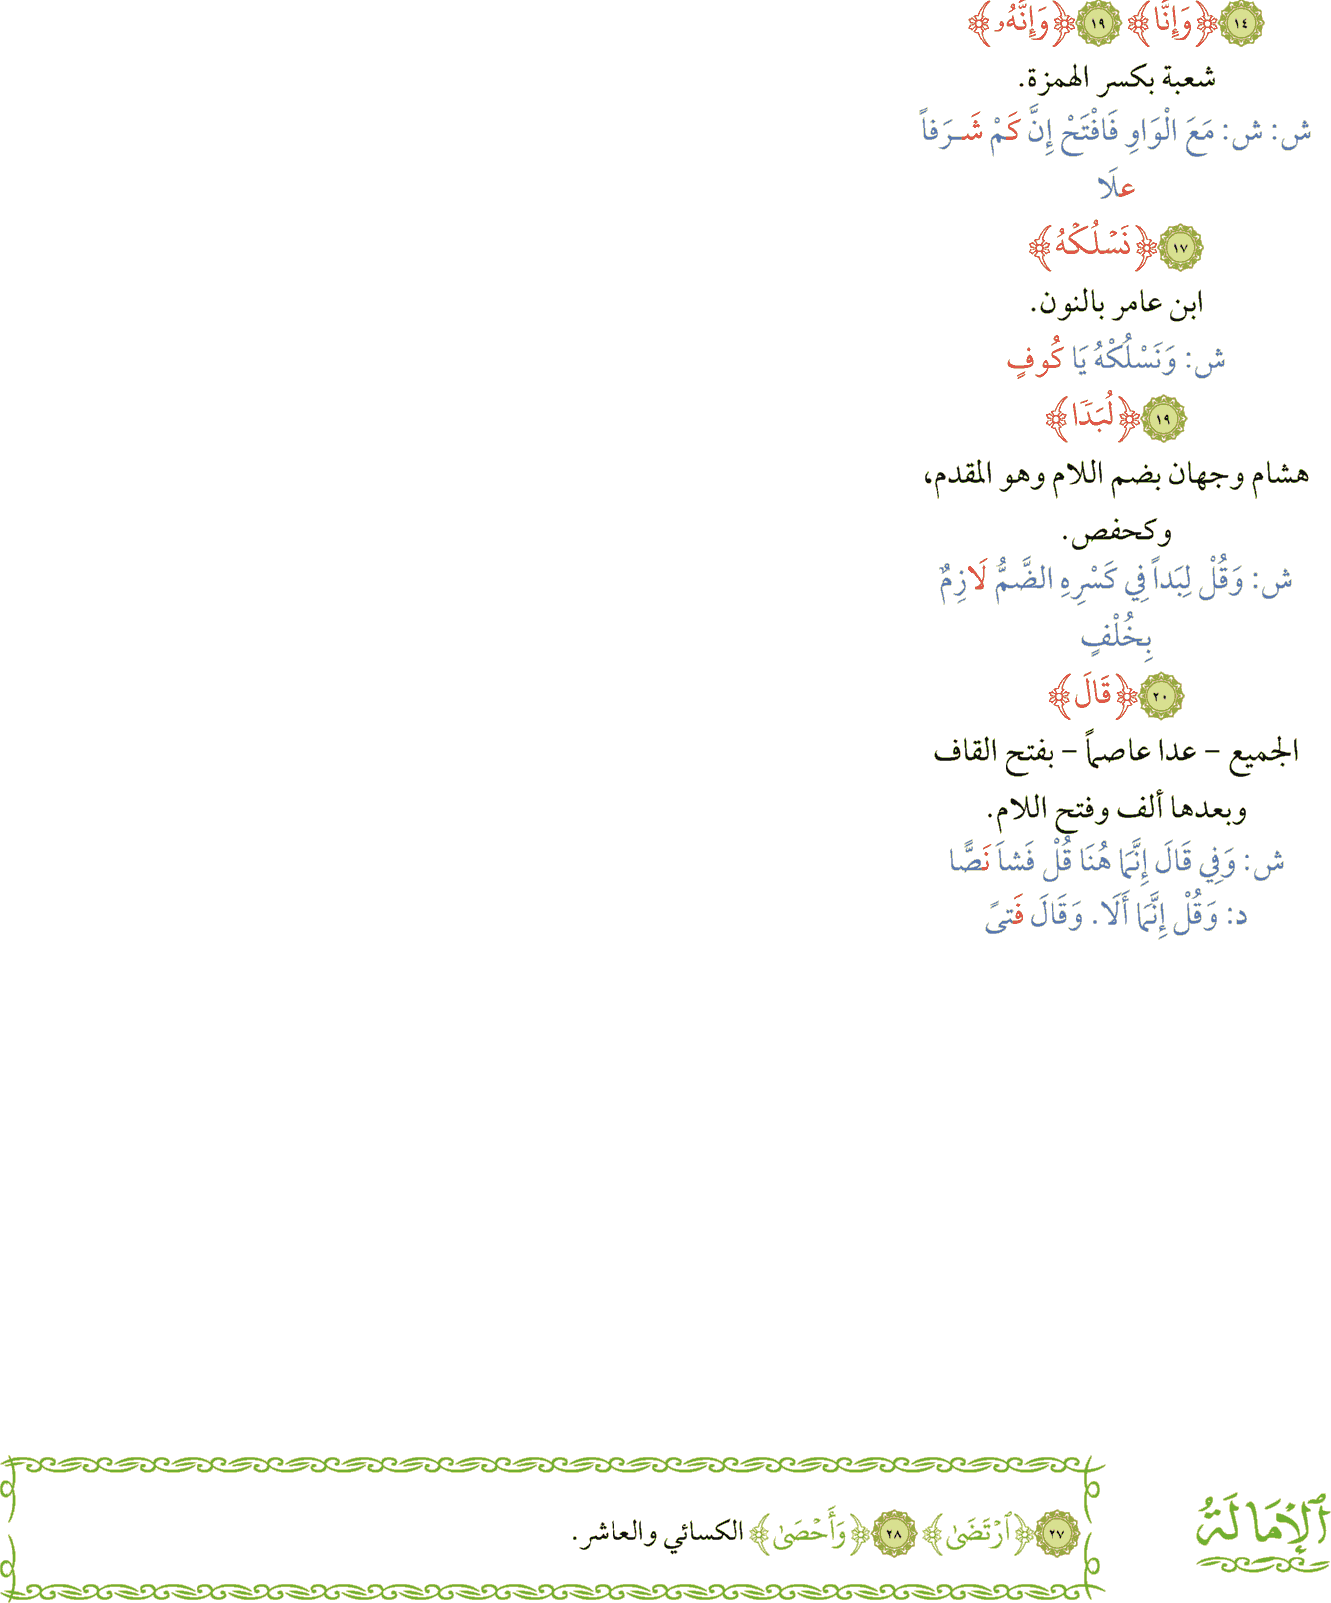 ١٤ ﴿وَإِنَّا﴾ ١٩ ﴿وَإِنَّهُۥ﴾
شعبة بكسر الهمزة.
ش: ش: مَعَ الْوَاوِ فَافْتَحْ إِنَّ كَمْ شَـرَفاً
علَا
١٧ ﴿نَسْلُكْهُ﴾
ابن عامر بالنون.
ش: وَنَسْلُكْهُ يَا كُوفٍ
١٩ ﴿لُبَدًا﴾
هشام وجهان بضم اللام وهو المقدم،
وكحفص.
ش: وَقُلْ لِبَداً فِي كَسْرِهِ الضَّمُّ لَازِمٌ
بِخُلْفٍ
٢٠ ﴿قَالَ﴾
الجميع – عدا عاصماً – بفتح القاف
وبعدها ألف وفتح اللام.
ش: وَفِي قَالَ إِنَّمَا هُنَا قُلْ فَشاَ نَصًّا
د: وَقُلْ إِنَّمَا أَلَا. وَقَالَ فَتىً
ٱلْإِمَالَةُ
٢٧ ﴿ٱرْتَضَىٰ﴾ ٢٨ ﴿وَأَحْصَىٰ﴾ الكسائي والعاشر.